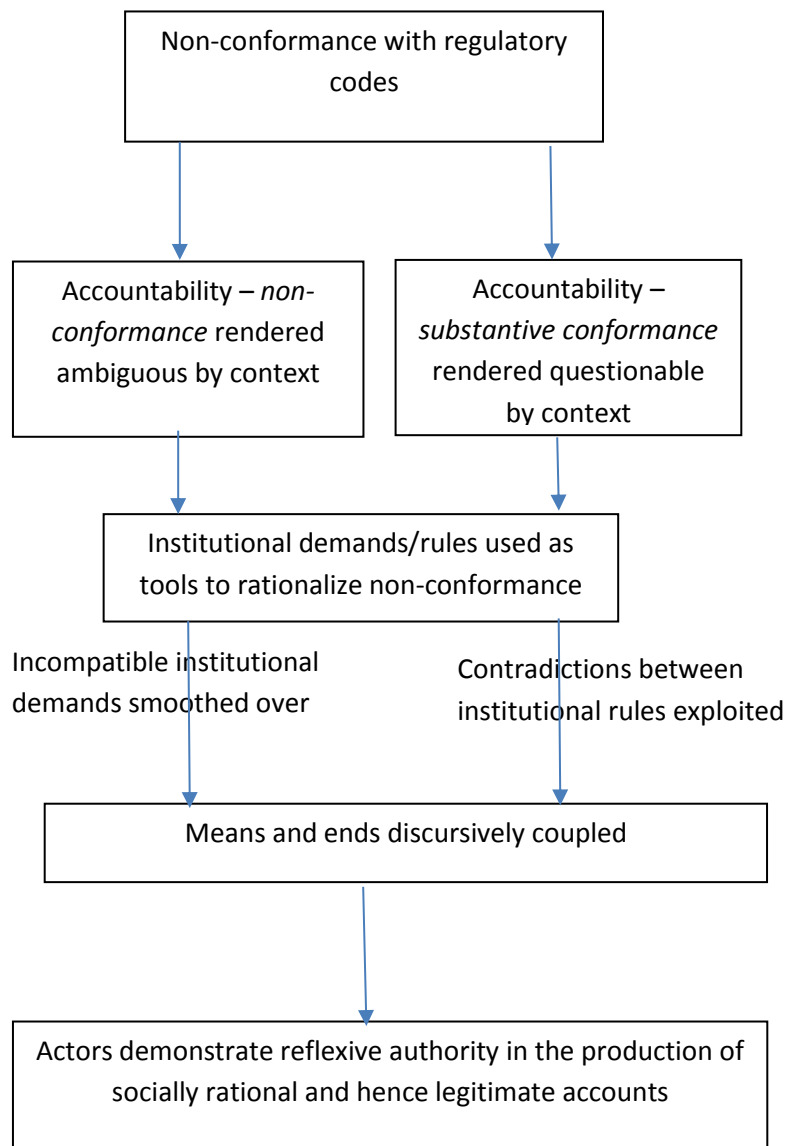 Non-conformance with regulatory
codes
Accountability – non-
conformance rendered
ambiguous by context
Accountability –
substantive conformance
rendered questionable
by context
Institutional demands/rules used as
tools to rationalize non-conformance
Incompatible institutional
demands smoothed over
Contradictions between
institutional rules exploited
Means and ends discursively coupled
Actors demonstrate reflexive authority in the production of
socially rational and hence legitimate accounts